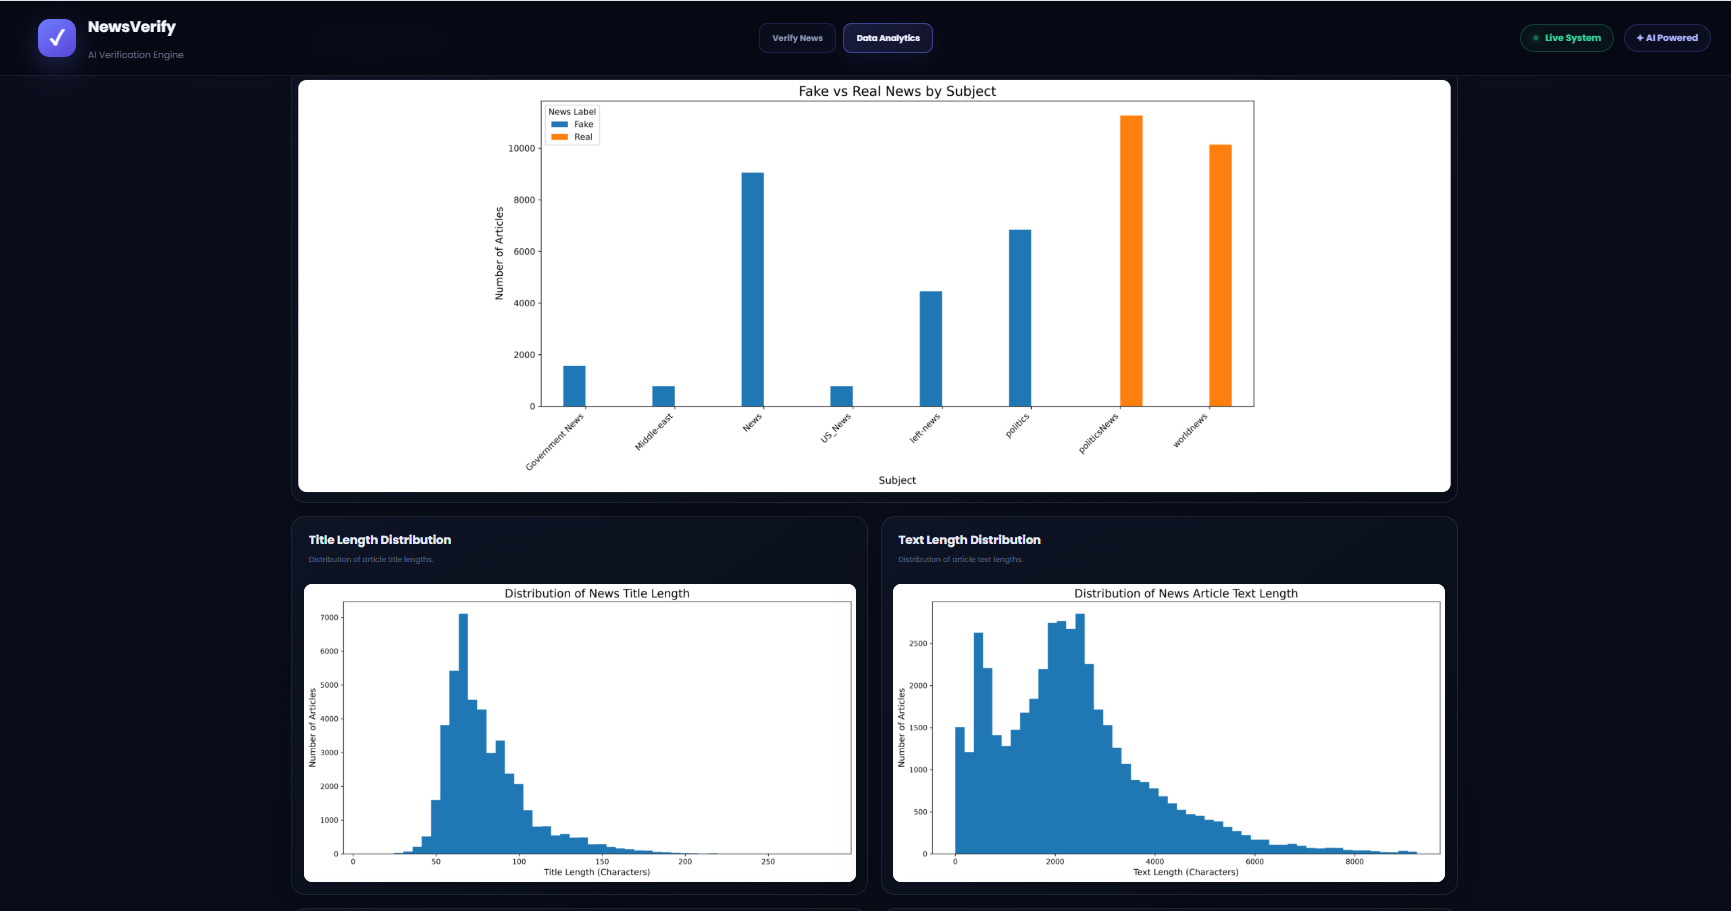 NewsVerify
AI Verification Engine
Verify News
Data Analytics
Live System
✦ AI Powered
Fake vs Real News by Subject
News Label
Fake
Real
Number of Articles
10000
8000
6000
4000
2000
0
Government News
Middle-east
News
US_News
left-news
politics
politicsNews
worldnews
Subject
Title Length Distribution
Distribution of article title lengths.
Distribution of News Title Length
Number of Articles
7000
6000
5000
4000
3000
2000
1000
0
0
50
100
150
200
250
Title Length (Characters)
Text Length Distribution
Distribution of article text lengths.
Distribution of News Article Text Length
Number of Articles
2500
2000
1500
1000
500
0
0
2000
4000
6000
8000
Text Length (Characters)